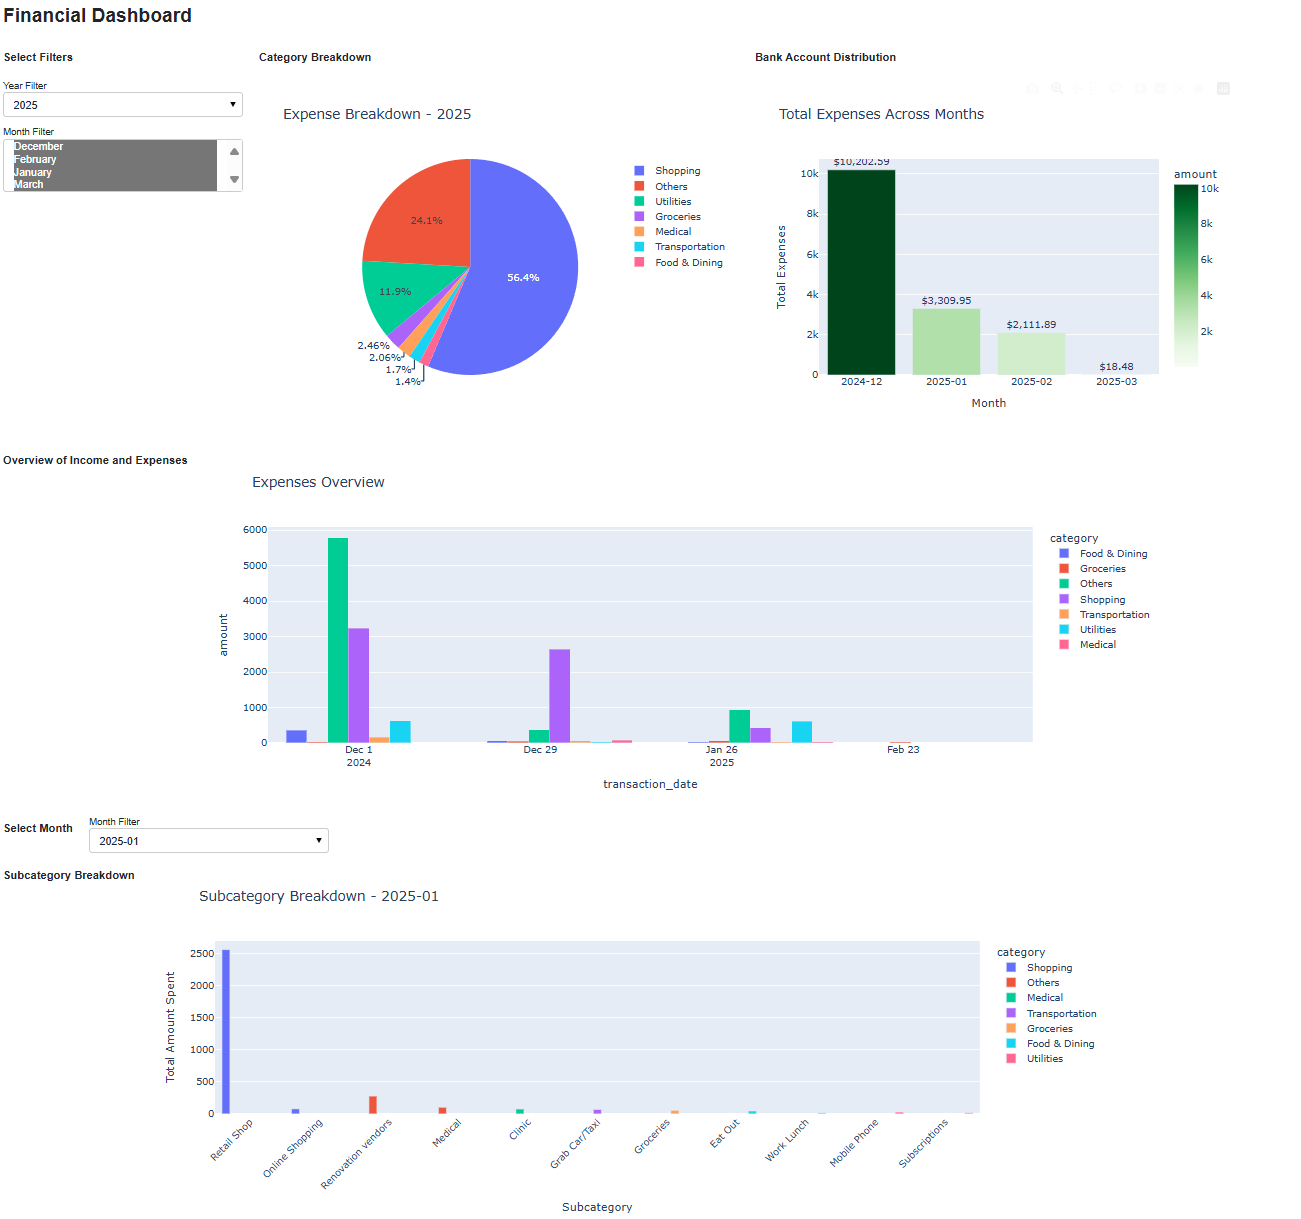 Financial Dashboard
Select Filters
Year Filter
2025
Month Filter
December
February
January
March
Category Breakdown
Expense Breakdown - 2025
56.4%
24.1%
11.9%
2.46%
2.06%
1.7%
1.4%
Shopping
Others
Utilities
Groceries
Medical
Transportation
Food & Dining
Bank Account Distribution
Total Expenses Across Months
Total Expenses
10k
8k
6k
4k
2k
0
$10,202.59
$3,309.95
$2,111.89
$18.48
2024-12
2025-01
2025-02
2025-03
Month
amount
10k
8k
6k
4k
2k
Overview of Income and Expenses
Expenses Overview
amount
6000
5000
4000
3000
2000
1000
0
Dec 1
2024
Dec 29
Jan 26
2025
Feb 23
transaction_date
category
Food & Dining
Groceries
Others
Shopping
Transportation
Utilities
Medical
Select Month
Month Filter
2025-01
Subcategory Breakdown
Subcategory Breakdown - 2025-01
Total Amount Spent
2500
2000
1500
1000
500
0
Retail Shop
Online Shopping
Renovation vendors
Medical
Clinic
Grab Car/Taxi
Groceries
Eat Out
Work Lunch
Mobile Phone
Subscriptions
Subcategory
category
Shopping
Others
Medical
Transportation
Groceries
Food & Dining
Utilities